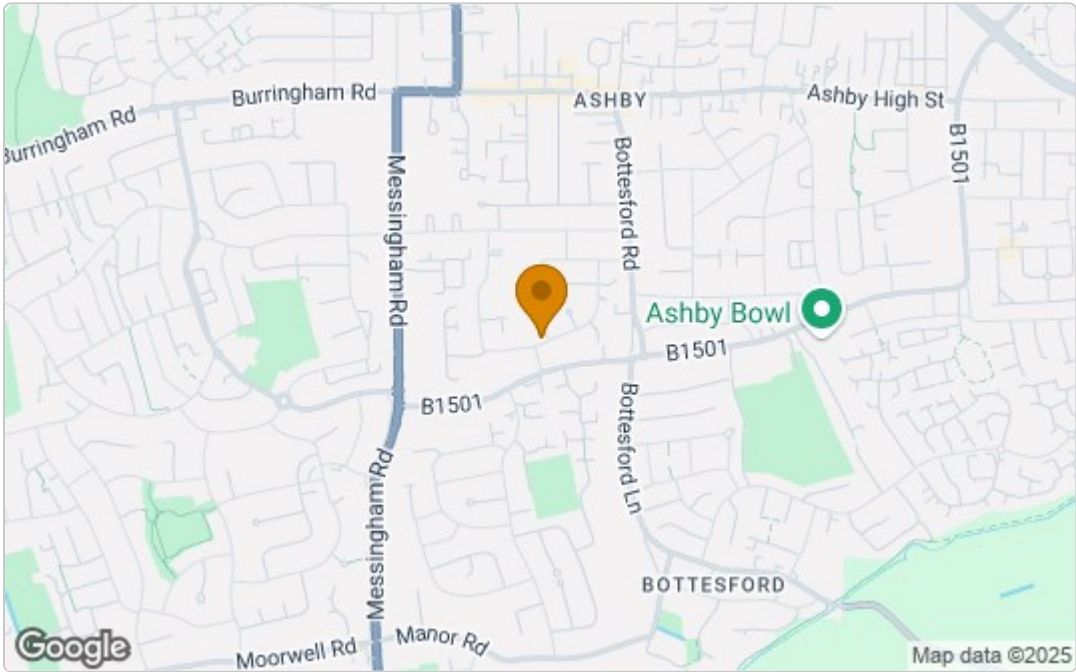 Burringham Rd
Burringham Rd
ASHBY
Ashby High St
B1501
Messingham Rd
Bottesford Rd
Ashby Bowl
B1501
B1501
Bottesford Ln
Messingham Rd
BOTTESFORD
Manor Rd
Moorwell Rd
Google
Map data ©2025